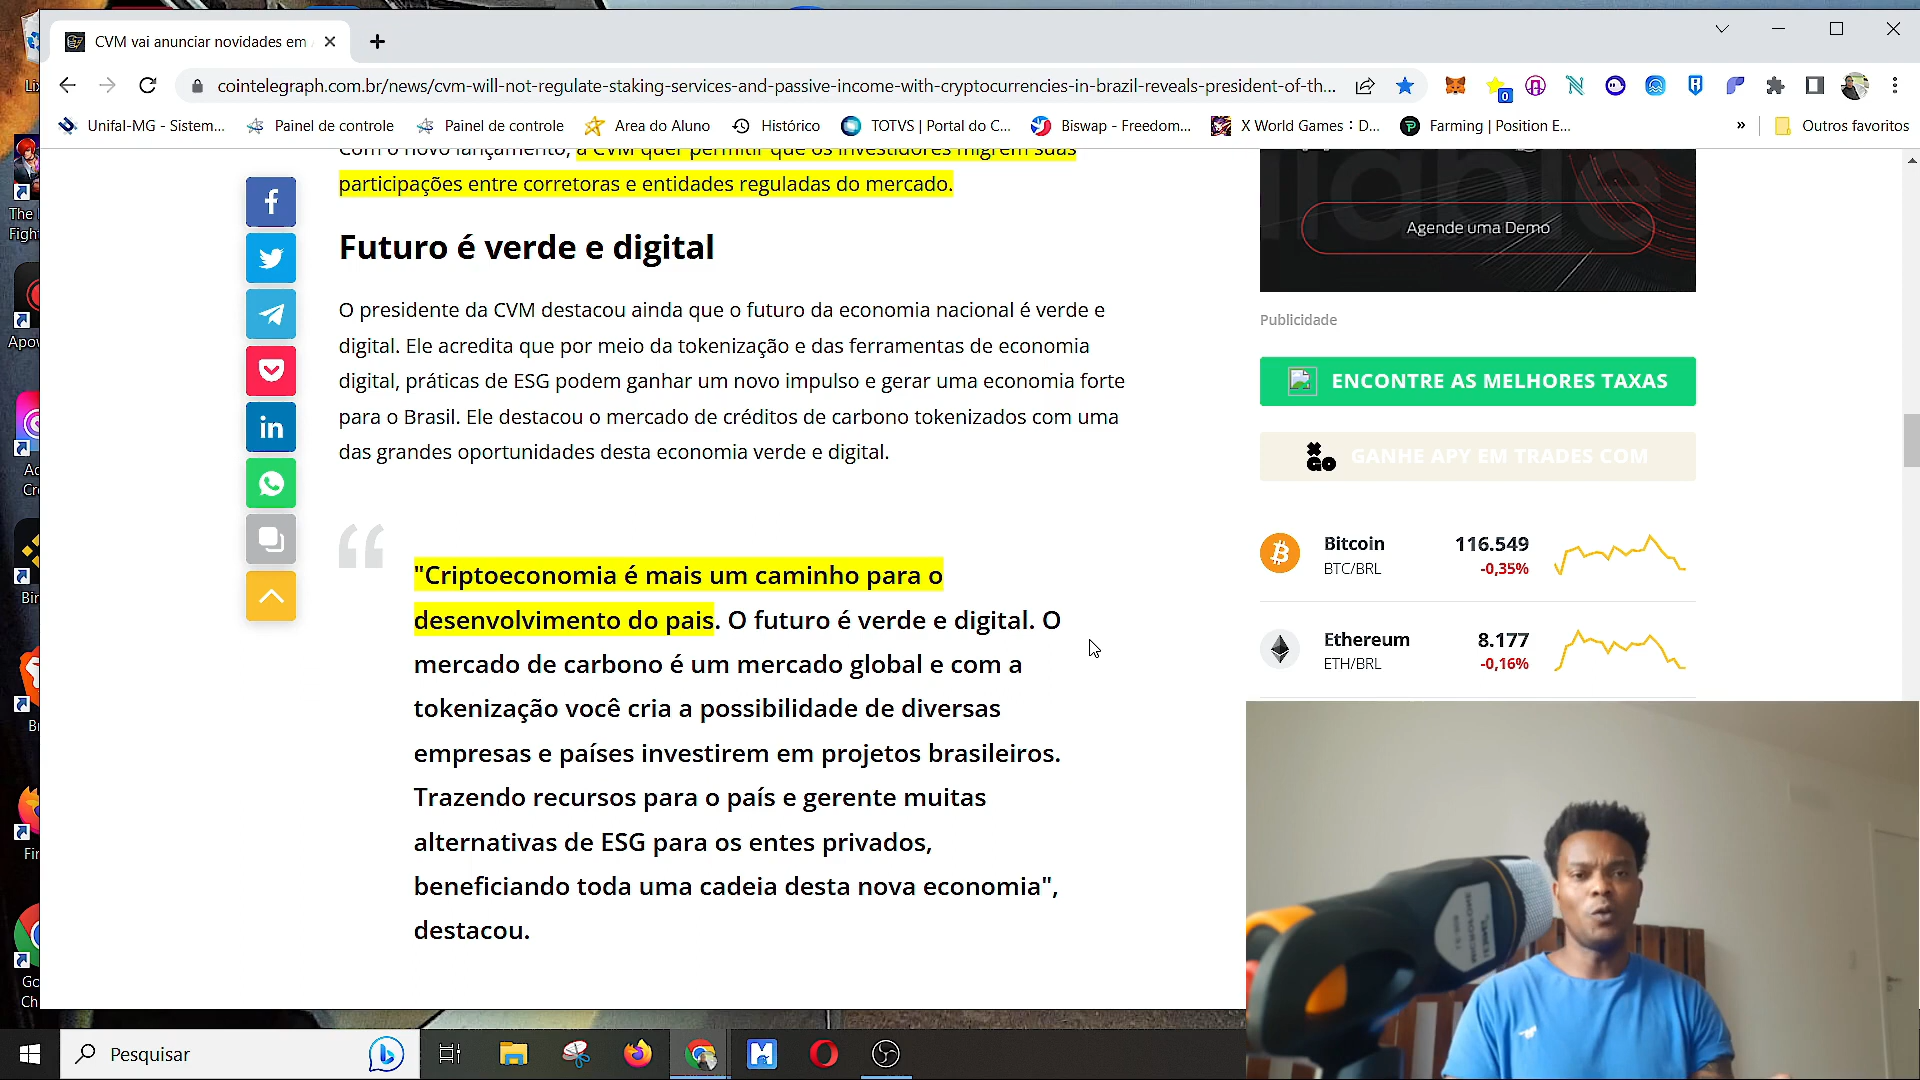 CVM vai anunciar novidades em
cointelegraph.com.br/news/cvm-will-not-regulate-staking-services-and-passive-income-with-cryptocurrencies-in-brazil-reveals-president-of-th...
0
Unifal-MG - Sistem...
Painel de controle
Painel de controle
Area do Aluno
Histórico
TOTVS | Portal do C...
Biswap - Freedom...
X World Games : D...
Farming | Position E...
»
Outros favoritos
Com o novo lançamento, a CVM quer permitir que os investidores migrem suas
participações entre corretoras e entidades reguladas do mercado.
Futuro é verde e digital
O presidente da CVM destacou ainda que o futuro da economia nacional é verde e
digital. Ele acredita que por meio da tokenização e das ferramentas de economia
digital, práticas de ESG podem ganhar um novo impulso e gerar uma economia forte
para o Brasil. Ele destacou o mercado de créditos de carbono tokenizados com uma
das grandes oportunidades desta economia verde e digital.
"Criptoeconomia é mais um caminho para o
desenvolvimento do pais. O futuro é verde e digital. O
mercado de carbono é um mercado global e com a
tokenização você cria a possibilidade de diversas
empresas e países investirem em projetos brasileiros.
Trazendo recursos para o país e gerente muitas
alternativas de ESG para os entes privados,
beneficiando toda uma cadeia desta nova economia",
destacou.
Agende uma Demo
Publicidade
ENCONTRE AS MELHORES TAXAS
GO
GANHE APY EM TRADES COM
Bitcoin
116.549
BTC/BRL
-0,35%
Ethereum
8.177
ETH/BRL
-0,16%
The
Fight
Apow
Ac
Cr
Bin
Br
Fir
Go
Ch
Pesquisar